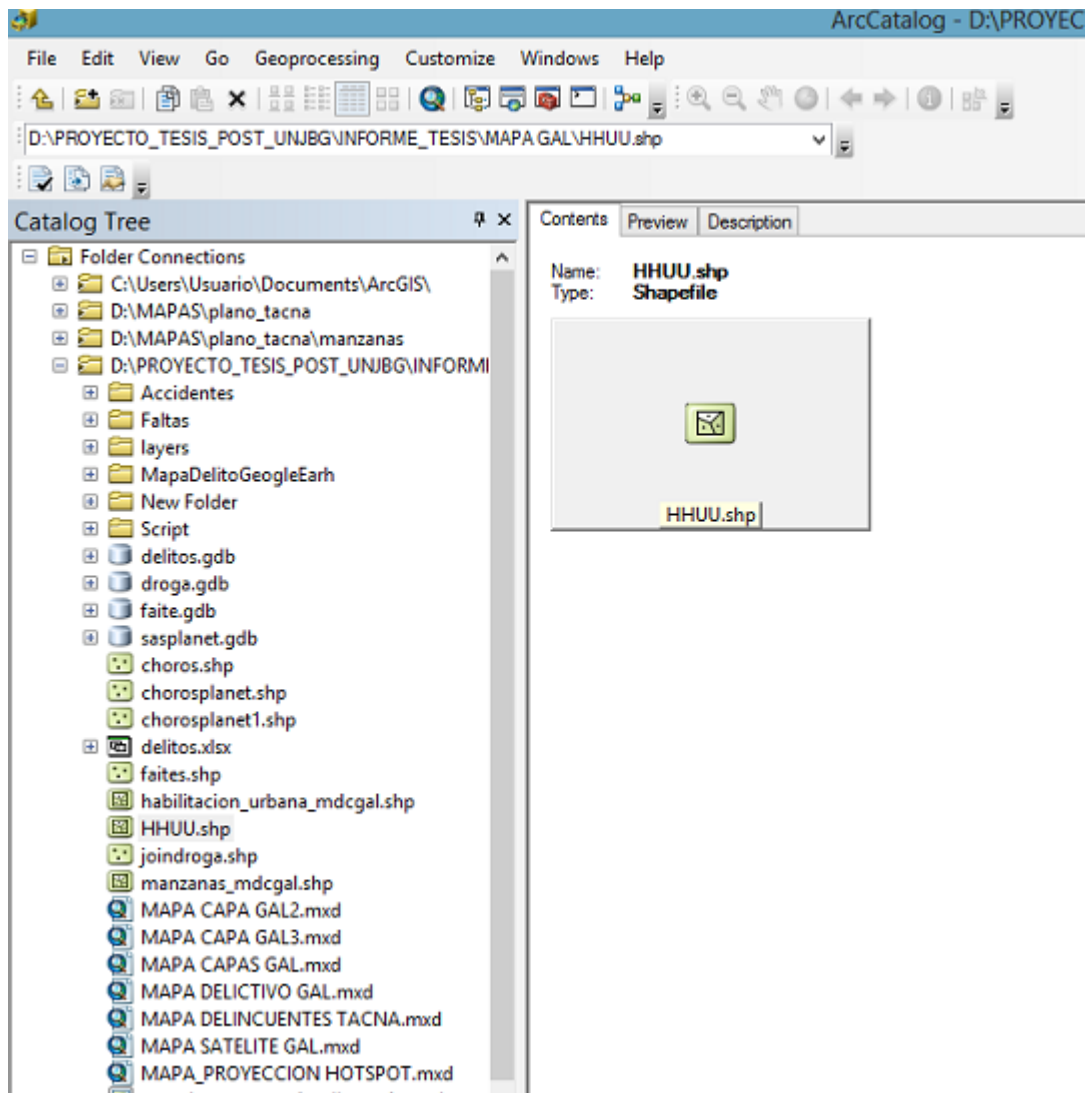 ArcCatalog - D:\PROYEC
File Edit View Go Geoprocessing Customize Windows Help
D:\PROYECTO_TESIS_POST_UNJBG\INFORME_TESIS\MAPA GAL\HHUU.shp
Catalog Tree
Folder Connections
C:\Users\Usuario\Documents\ArcGIS\
D:\MAPAS\plano_tacna
D:\MAPAS\plano_tacna\manzanas
D:\PROYECTO_TESIS_POST_UNJBG\INFORMI
Accidentes
Faltas
layers
MapaDelitoGeogleEarh
New Folder
Script
delitos.gdb
droga.gdb
faite.gdb
sasplanet.gdb
choros.shp
chorosplanet.shp
chorosplanet1.shp
delitos.xlsx
faites.shp
habilitacion_urbana_mdcgal.shp
HHUU.shp
joindroga.shp
manzanas_mdcgal.shp
MAPA CAPA GAL2.mxd
MAPA CAPA GAL3.mxd
MAPA CAPAS GAL.mxd
MAPA DELICTIVO GAL.mxd
MAPA DELINCUENTES TACNA.mxd
MAPA SATELITE GAL.mxd
MAPA_PROYECCION HOTSPOT.mxd
Contents Preview Description
Name: HHUU.shp
Type: Shapefile
HHUU.shp